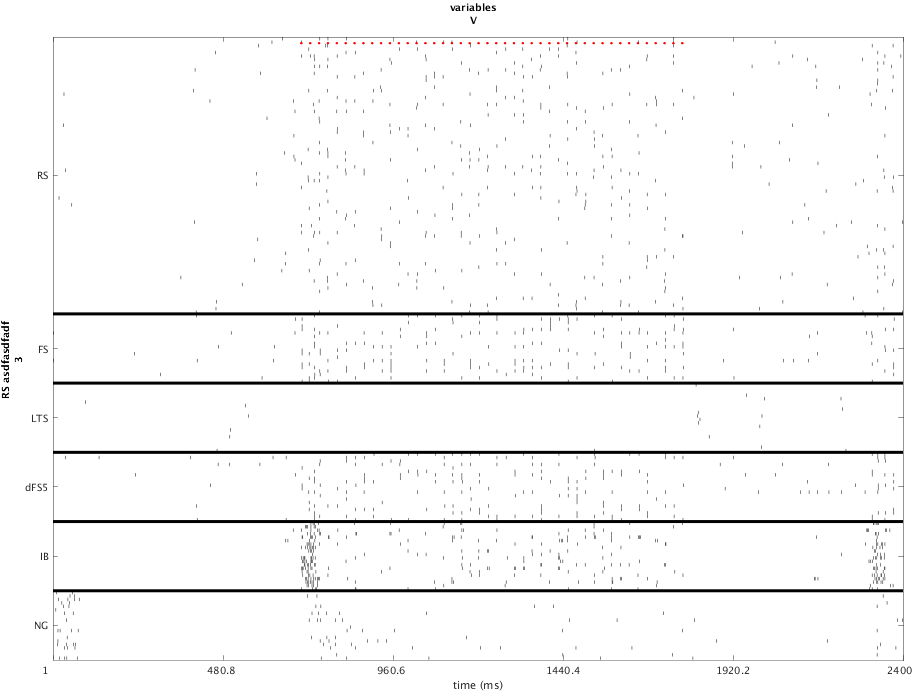 variables
V
RS
RS asdfasdfadf
3
FS
LTS
dFS5
IB
NG
1
480.8
960.6
1440.4
1920.2
2400
time (ms)